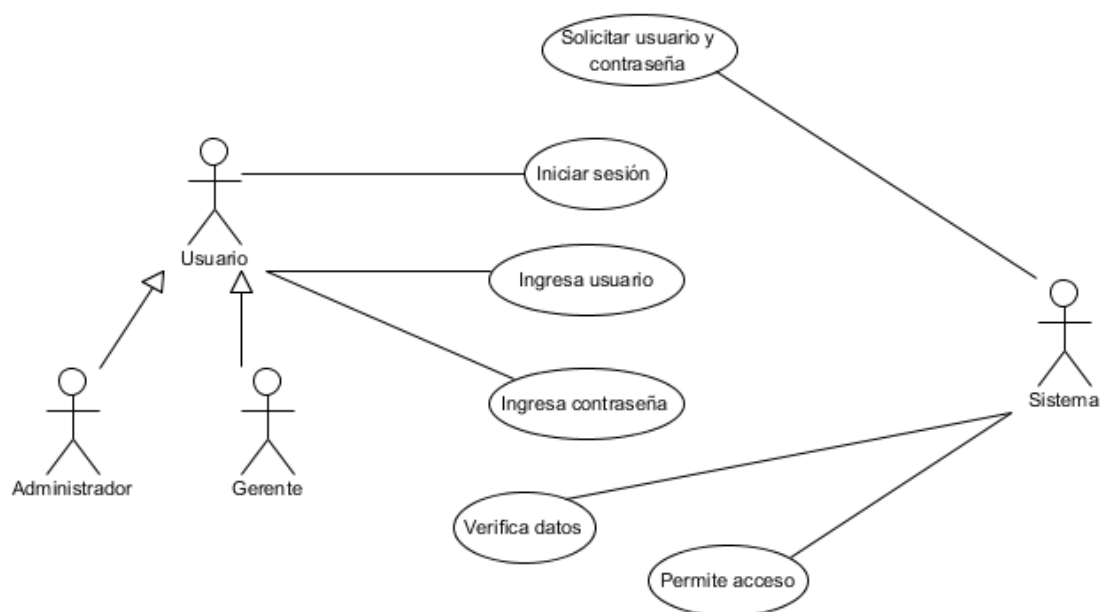 Solicitar usuario y
contraseña
Iniciar sesión
Usuario
Ingresa usuario
Ingresa contraseña
Sistema
Administrador
Gerente
Verifica datos
Permite acceso